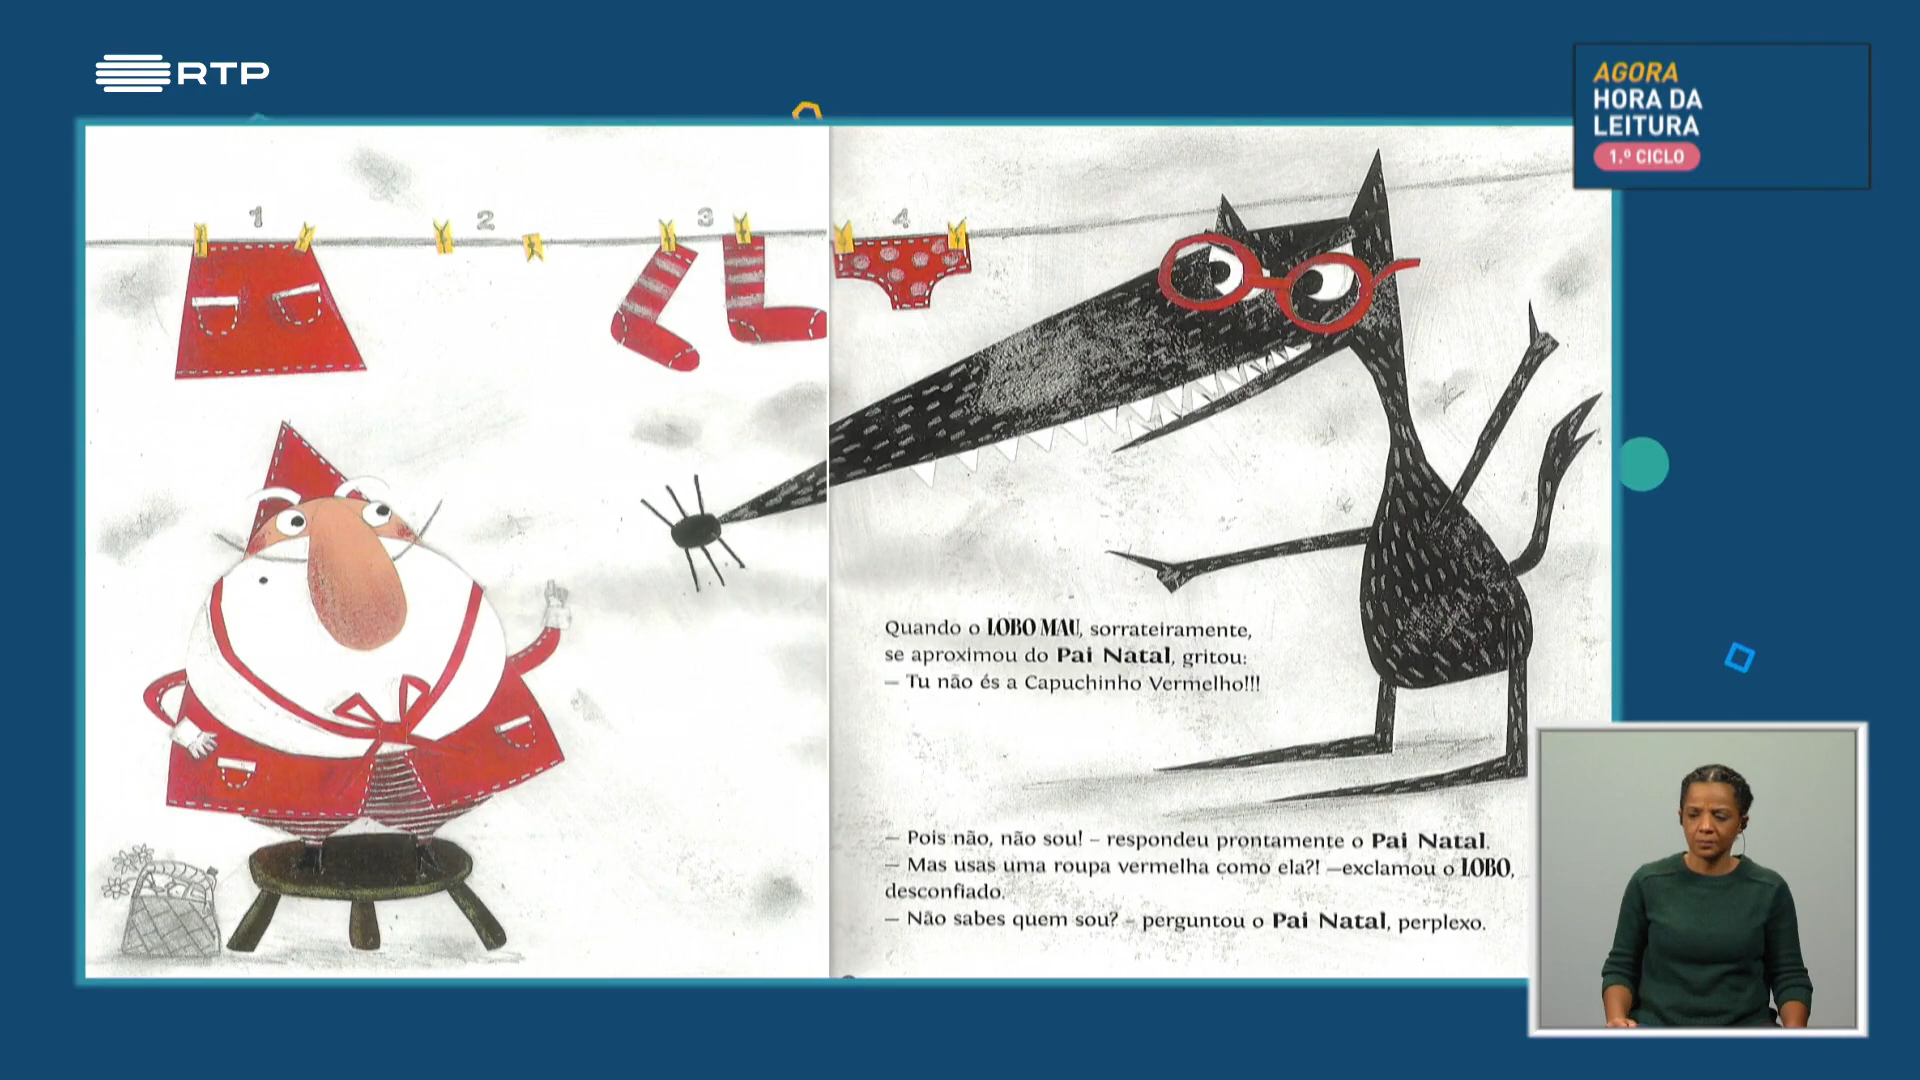 RTP
AGORA
HORA DA
LEITURA
1.º CICLO
1
2
3
4
Quando o LOBO MAU, sorrateiramente,
se aproximou do Pai Natal, gritou:
— Tu não és a Capuchinho Vermelho!!!
— Pois não, não sou! – respondeu prontamente o Pai Natal.
— Mas usas uma roupa vermelha como ela?! —exclamou o LOBO,
desconfiado.
— Não sabes quem sou? – perguntou o Pai Natal, perplexo.